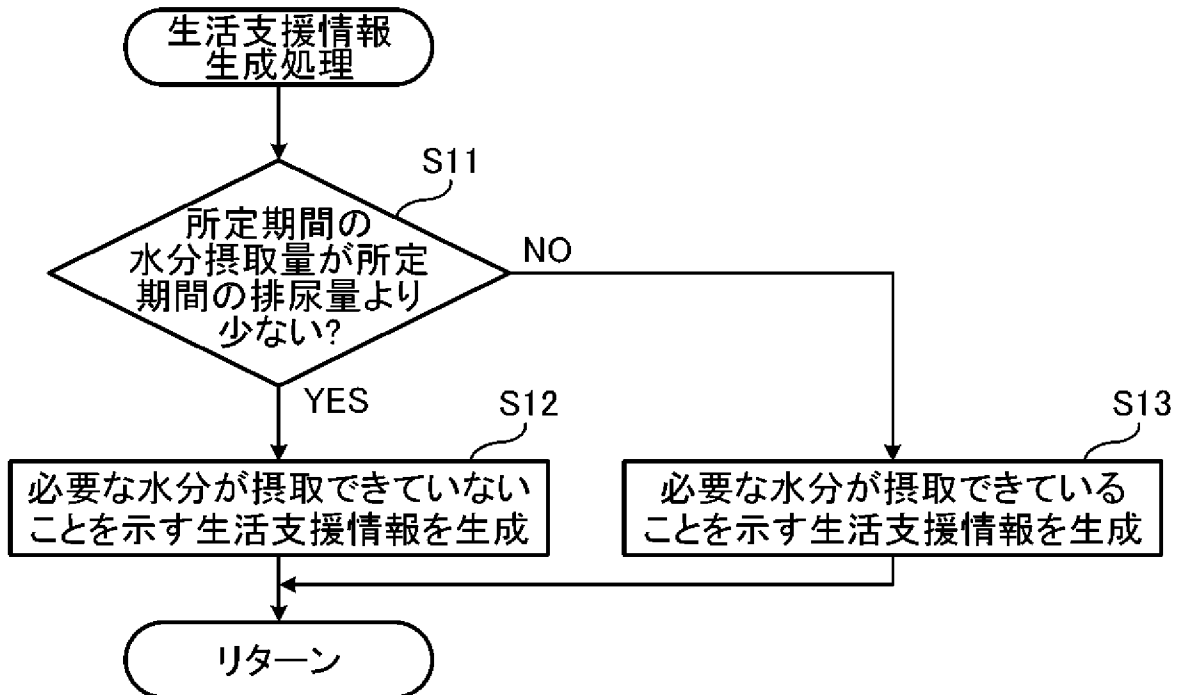 生活支援情報
生成処理
S11
所定期間の
水分摂取量が所定
期間の排尿量より
少ない?
NO
YES
S12
必要な水分が摂取できていない
ことを示す生活支援情報を生成
S13
必要な水分が摂取できている
ことを示す生活支援情報を生成
リターン